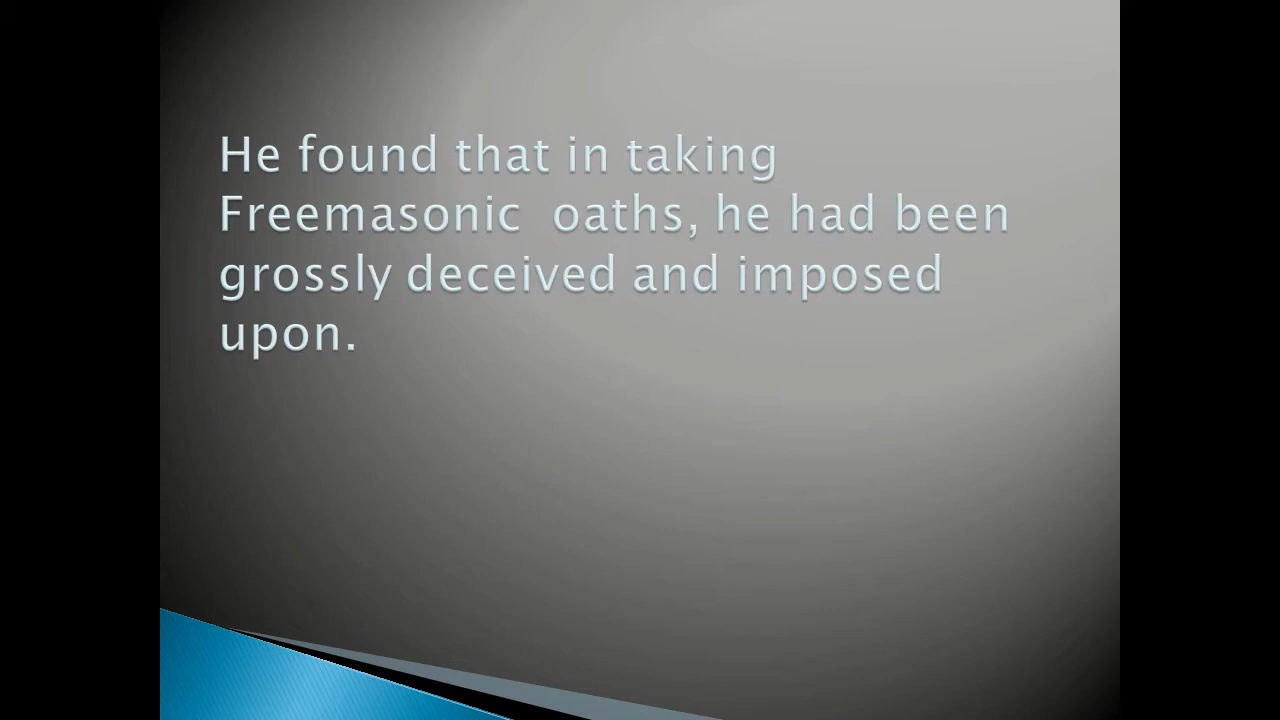 He found that in taking
Freemasonic  oaths, he had been
grossly deceived and imposed
upon.